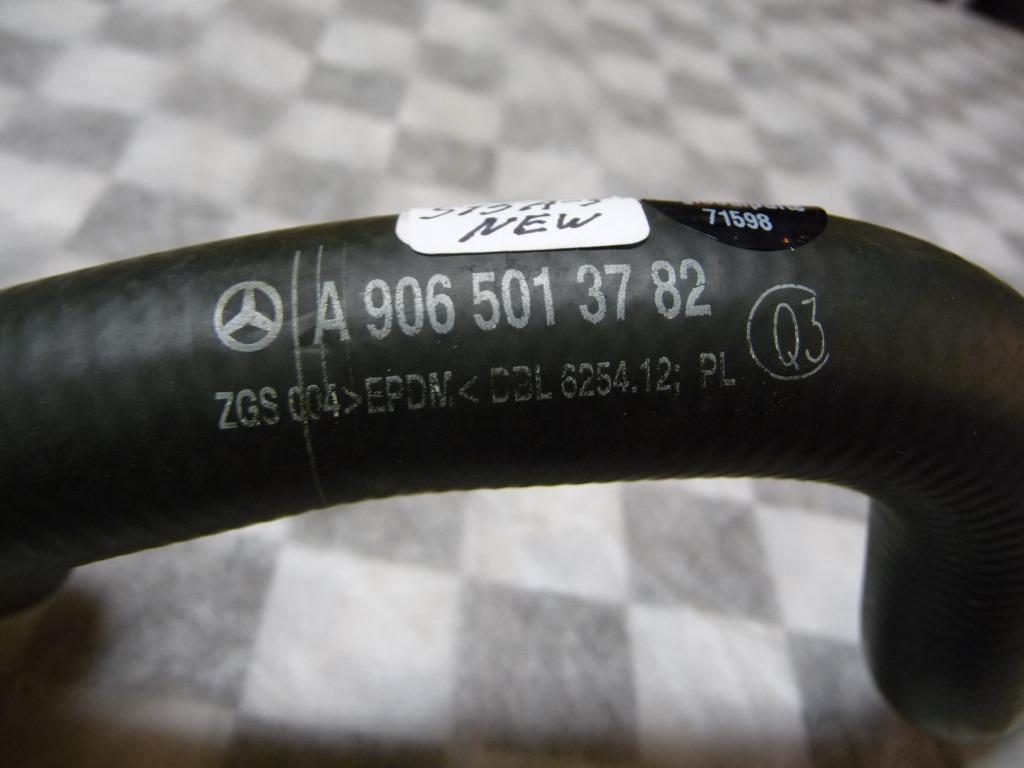 NEW
71598
A 906 501 37 82
Q3
ZGS 004 >EPDM< DBL 6254.12; PL